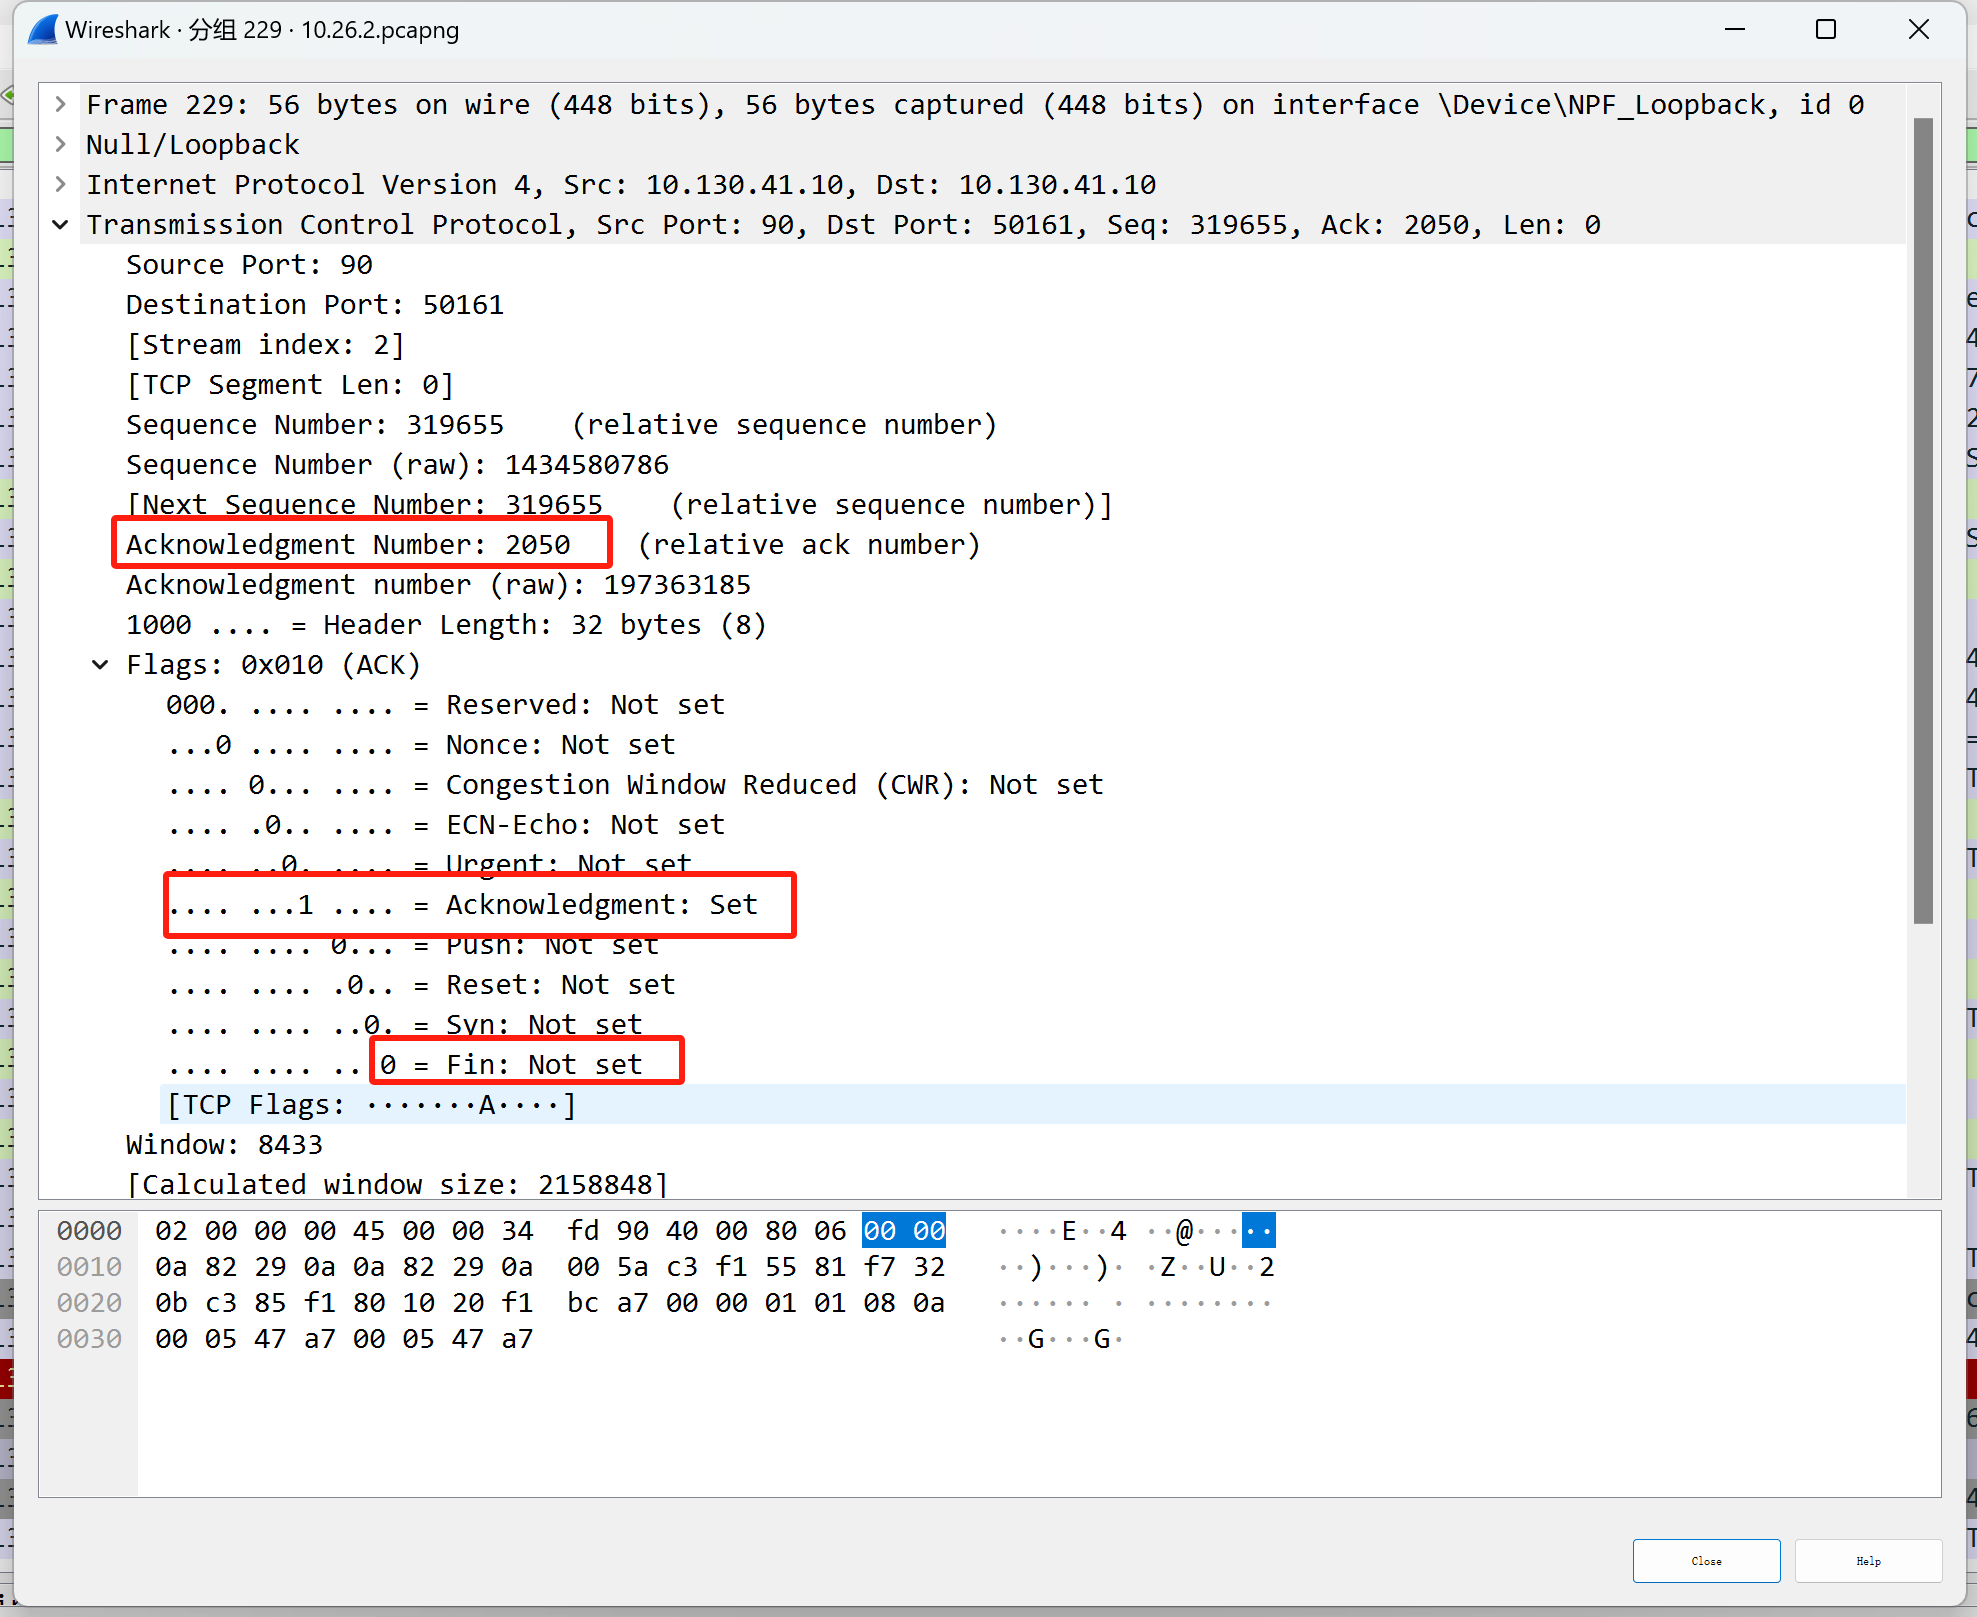 Wireshark · 分组 229 · 10.26.2.pcapng
Frame 229: 56 bytes on wire (448 bits), 56 bytes captured (448 bits) on interface \Device\NPF_Loopback, id 0
Null/Loopback
Internet Protocol Version 4, Src: 10.130.41.10, Dst: 10.130.41.10
Transmission Control Protocol, Src Port: 90, Dst Port: 50161, Seq: 319655, Ack: 2050, Len: 0
Source Port: 90
Destination Port: 50161
[Stream index: 2]
[TCP Segment Len: 0]
Sequence Number: 319655    (relative sequence number)
Sequence Number (raw): 1434580786
[Next Sequence Number: 319655    (relative sequence number)]
Acknowledgment Number: 2050    (relative ack number)
Acknowledgment number (raw): 197363185
1000 .... = Header Length: 32 bytes (8)
Flags: 0x010 (ACK)
000. .... .... = Reserved: Not set
...0 .... .... = Nonce: Not set
.... 0... .... = Congestion Window Reduced (CWR): Not set
.... .0.. .... = ECN-Echo: Not set
.... ..0. .... = Urgent: Not set
.... ...1 .... = Acknowledgment: Set
.... .... 0... = Push: Not set
.... .... .0.. = Reset: Not set
.... .... ..0. = Syn: Not set
.... .... ..0 = Fin: Not set
[TCP Flags: ·······A····]
Window: 8433
[Calculated window size: 2158848]
0000 02 00 00 00 45 00 00 34 fd 90 40 00 80 06 00 00 ····E··4 ··@·····
0010 0a 82 29 0a 0a 82 29 0a 00 5a c3 f1 55 81 f7 32 ··)···)· ·Z··U··2
0020 0b c3 85 f1 80 10 20 f1 bc a7 00 00 01 01 08 0a ······ · ········
0030 00 05 47 a7 00 05 47 a7 ··G···G·
Close
Help